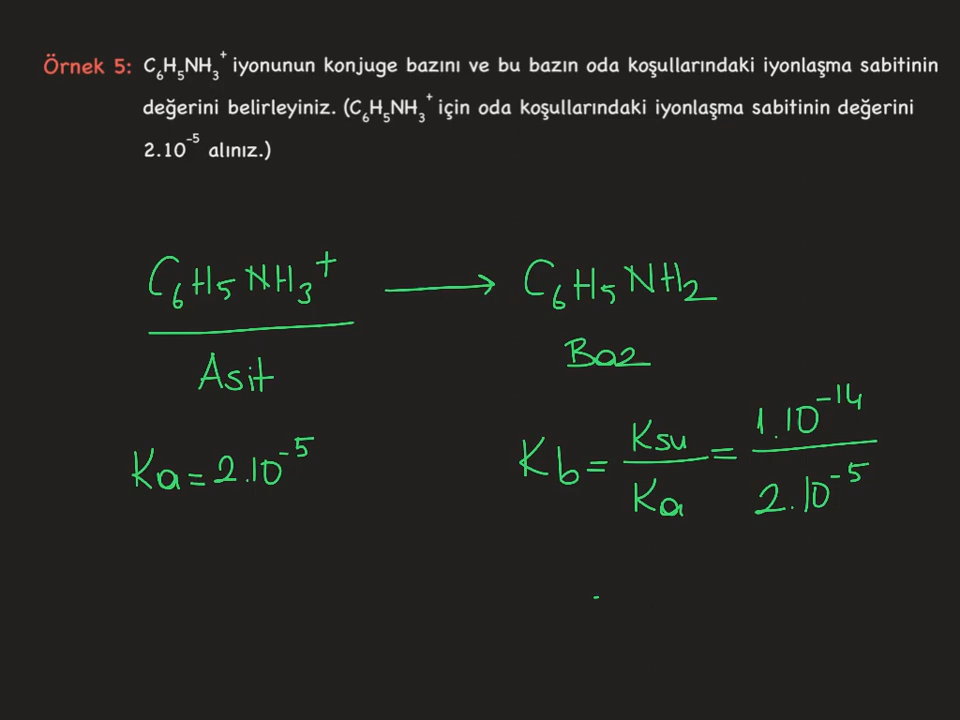 Örnek 5: C₆H₅NH₃⁺ iyonunun konjuge bazını ve bu bazın oda koşullarındaki iyonlaşma sabitinin
değerini belirleyiniz. (C₆H₅NH₃⁺ için oda koşullarındaki iyonlaşma sabitinin değerini
2.10⁻⁵ alınız.)
C₆H₅NH₃⁺ → C₆H₅NH₂
Asit Baz
Ka = 2.10⁻⁵ Kb = Ksu/Ka = 1.10⁻¹⁴/2.10⁻⁵